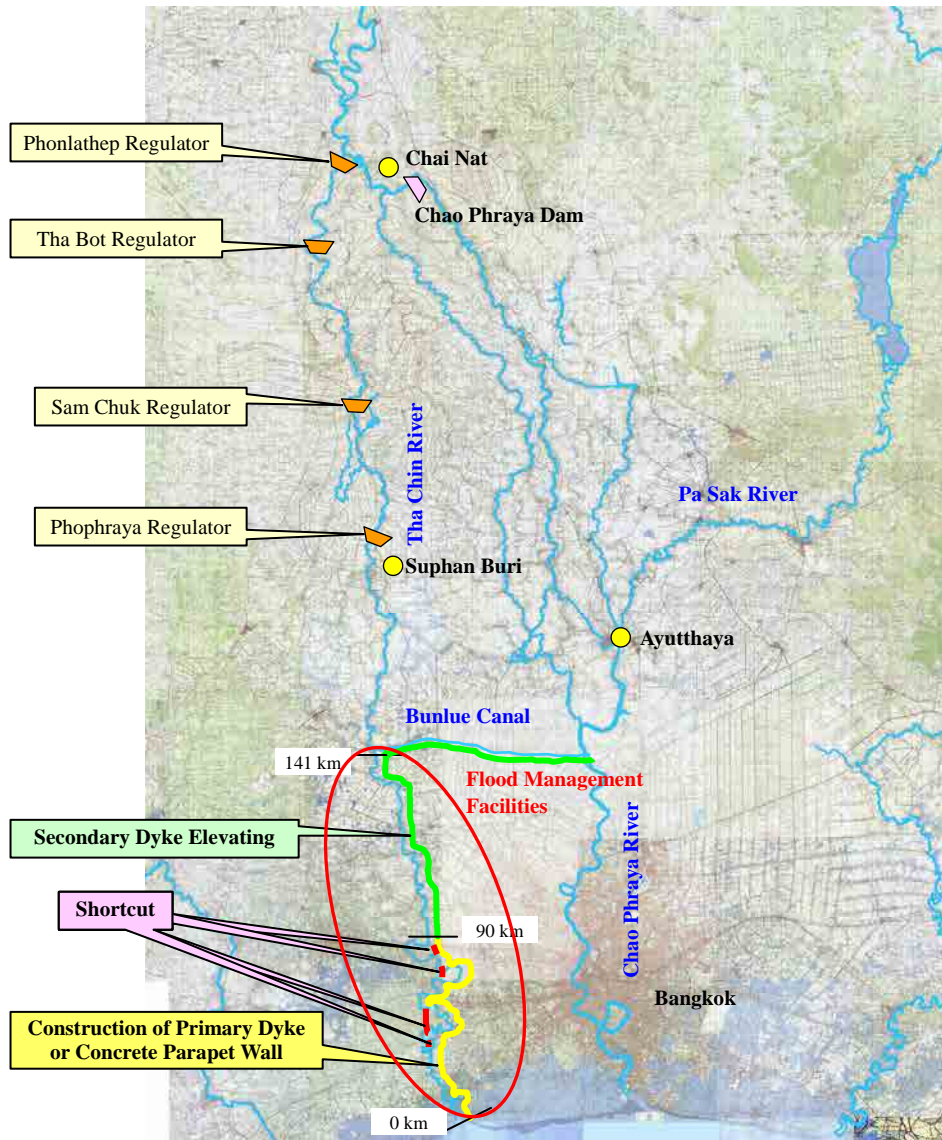 Phonlathep Regulator
Chai Nat
Chao Phraya Dam
Tha Bot Regulator
Sam Chuk Regulator
Tha Chin River
Pa Sak River
Phophraya Regulator
Suphan Buri
Ayutthaya
Bunlue Canal
141 km
Flood Management
Facilities
Secondary Dyke Elevating
Chao Phraya River
Shortcut
90 km
Bangkok
Construction of Primary Dyke
or Concrete Parapet Wall
0 km